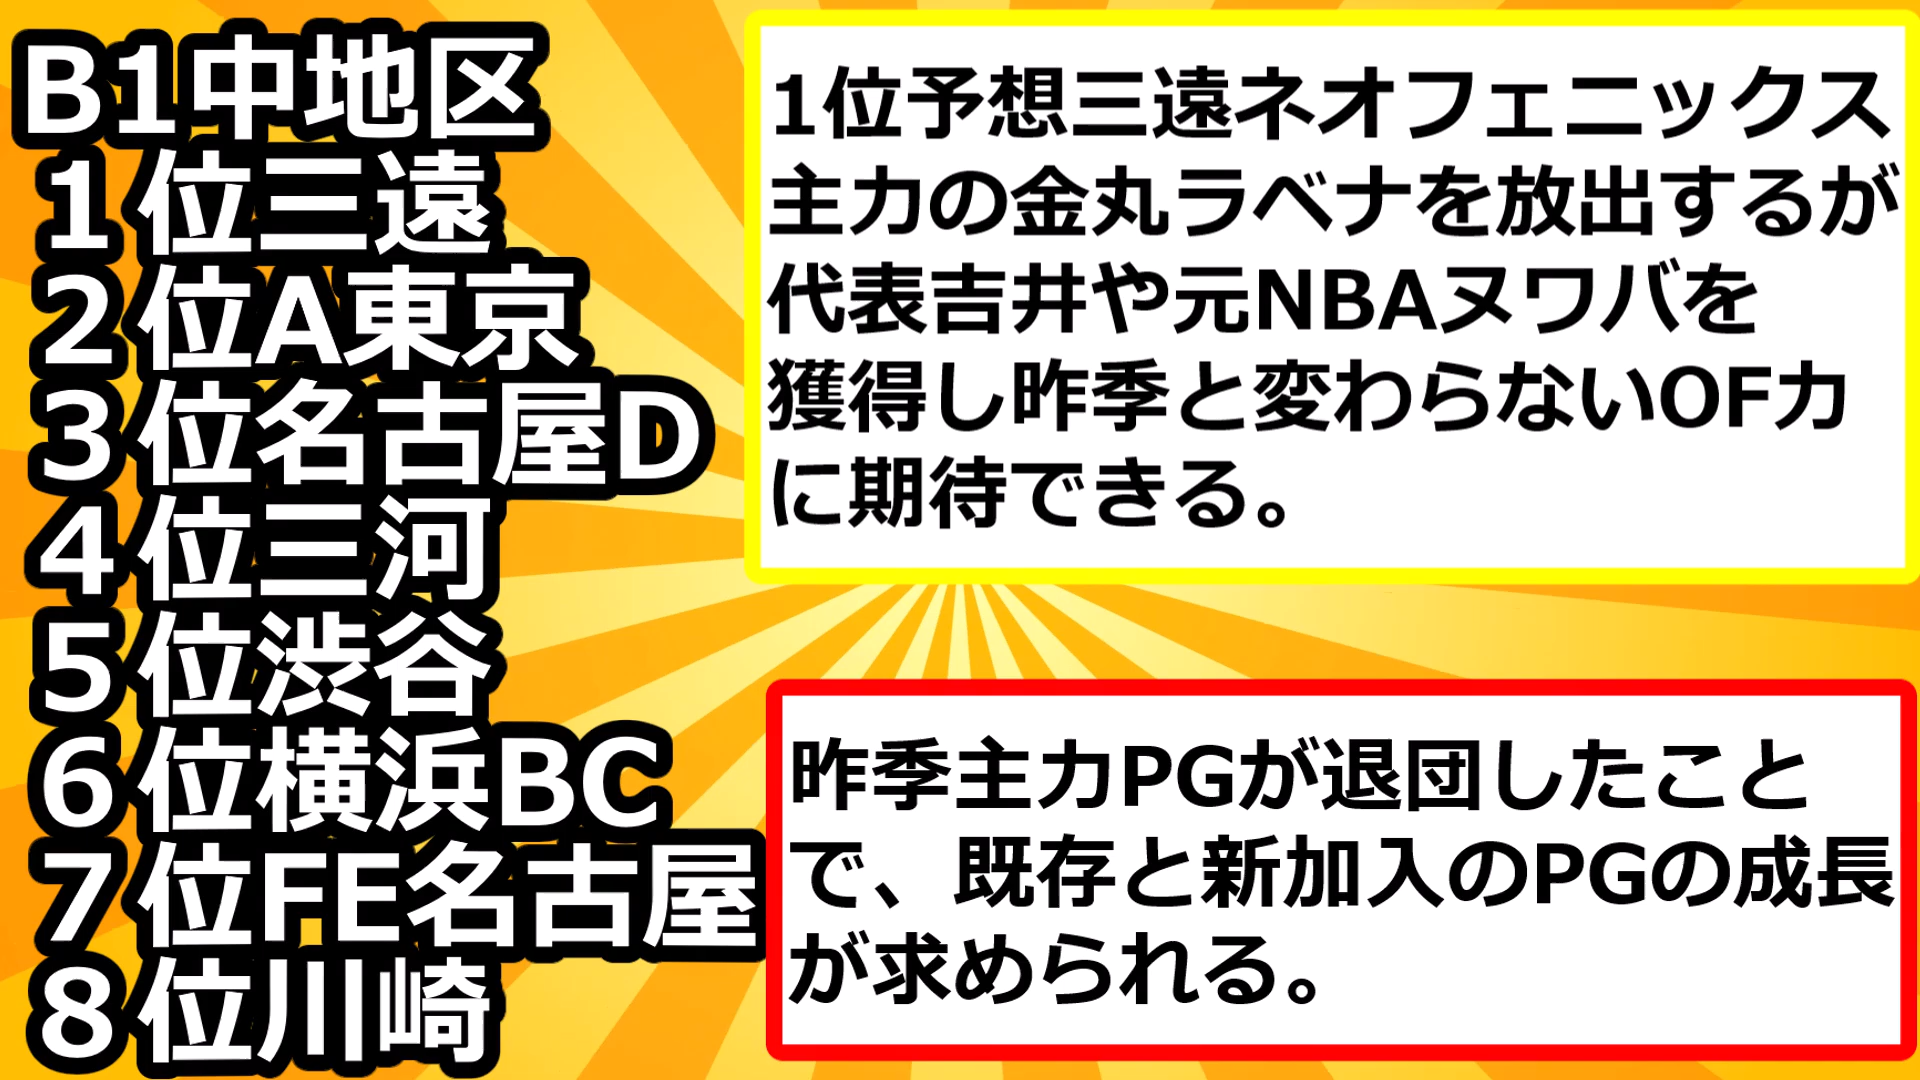 B1中地区
1位三遠
2位A東京
3位名古屋D
4位三河
5位渋谷
6位横浜BC
7位FE名古屋
8位川崎
1位予想三遠ネオフェニックス
主力の金丸ラベナを放出するが
代表吉井や元NBAヌワバを
獲得し昨季と変わらないOF力
に期待できる。
昨季主力PGが退団したこと
で、既存と新加入のPGの成長
が求められる。